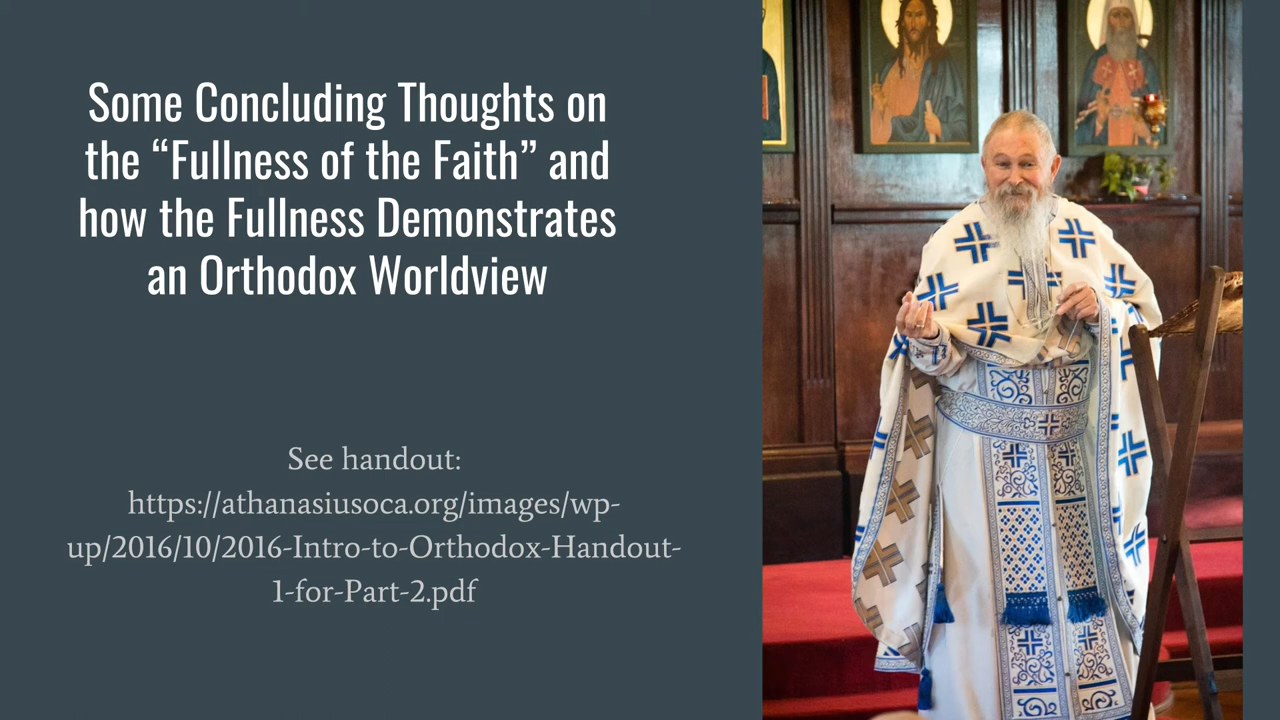 Some Concluding Thoughts on
the “Fullness of the Faith” and
how the Fullness Demonstrates
an Orthodox Worldview
See handout:
https://athanasiusoca.org/images/wp-
up/2016/10/2016-Intro-to-Orthodox-Handout-
1-for-Part-2.pdf